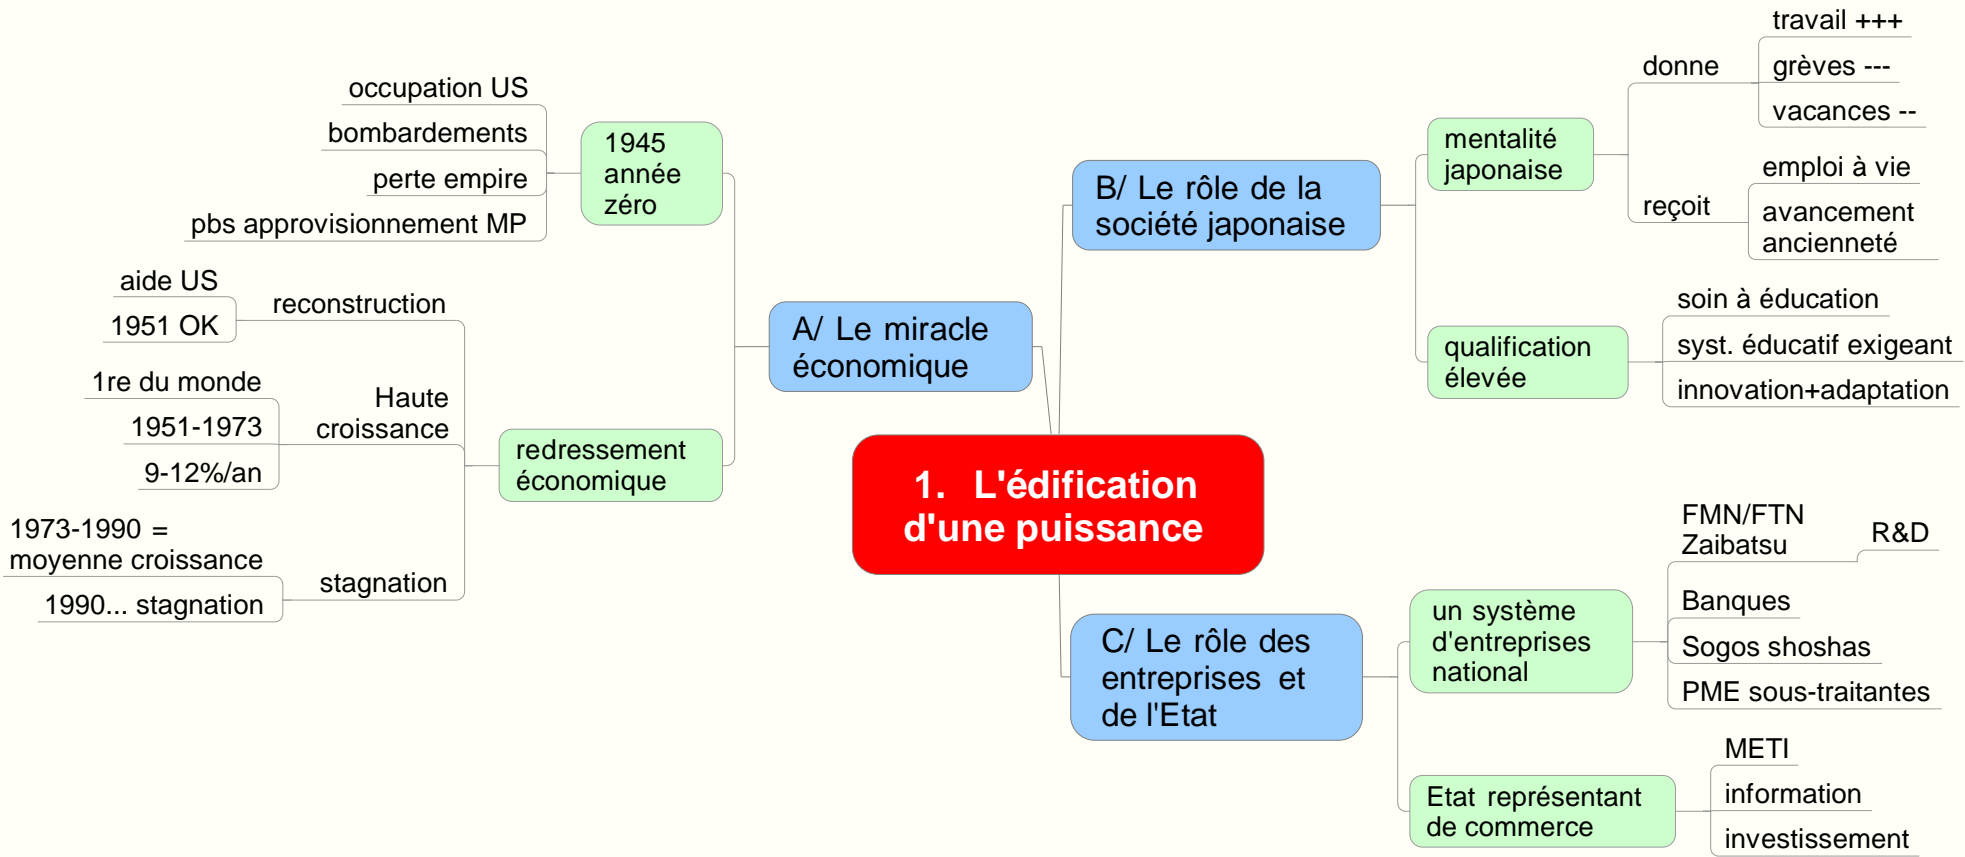 1. L'édification
d'une puissance
A/ Le miracle
économique
1945
année
zéro
occupation US
bombardements
perte empire
pbs approvisionnement MP
redressement
économique
reconstruction
aide US
1951 OK
Haute
croissance
1re du monde
1951-1973
9-12%/an
stagnation
1973-1990 =
moyenne croissance
1990... stagnation
B/ Le rôle de la
société japonaise
mentalité
japonaise
donne
travail +++
grèves ---
vacances --
reçoit
emploi à vie
avancement
ancienneté
qualification
élevée
soin à éducation
syst. éducatif exigeant
innovation+adaptation
C/ Le rôle des
entreprises et
de l'Etat
un système
d'entreprises
national
FMN/FTN
Zaibatsu
R&D
Banques
Sogos shoshas
PME sous-traitantes
Etat représentant
de commerce
METI
information
investissement